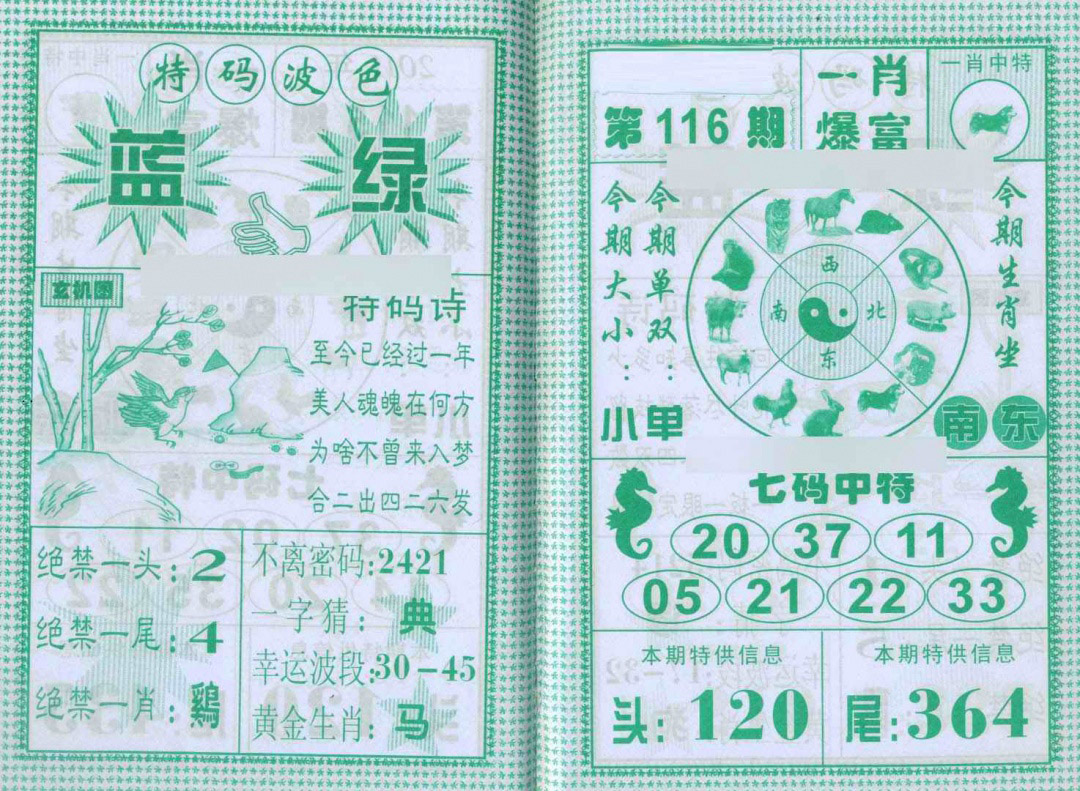 特码波色
蓝 绿
玄机图
特码诗
至今已经过一年
美人魂魄在何方
为啥不曾来入梦
合二出四二六发
绝禁一头:2
绝禁一尾:4
绝禁一肖:鷄
不离密码:2421
一字猜:典
幸运波段:30-45
黄金生肖:马
第116期
一肖
爆富
一肖中特
今期大小:小
今期单双:单
西
南 北
东
今期生肖坐
南东
七码中特
20 37 11
05 21 22 33
本期特供信息
头:120
本期特供信息
尾:364